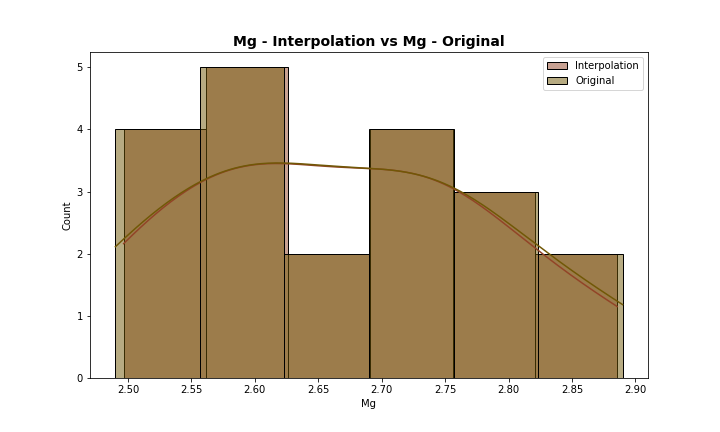 Mg - Interpolation vs Mg - Original
Interpolation
Original
5
4
3
2
1
0
Count
2.50 2.55 2.60 2.65 2.70 2.75 2.80 2.85 2.90
Mg